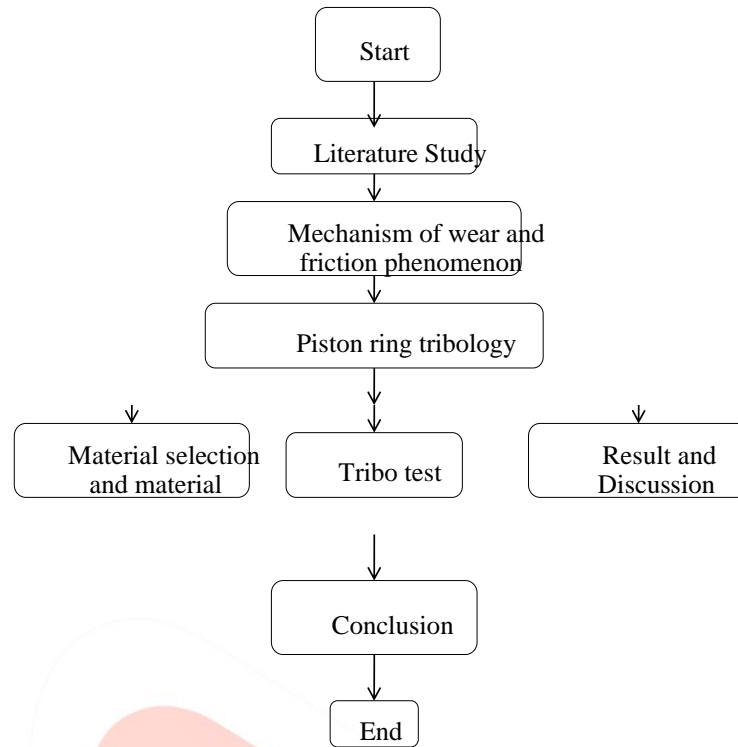 Start
Literature Study
Mechanism of wear and
friction phenomenon
Piston ring tribology
Material selection
and material
Tribo test
Result and
Discussion
Conclusion
End